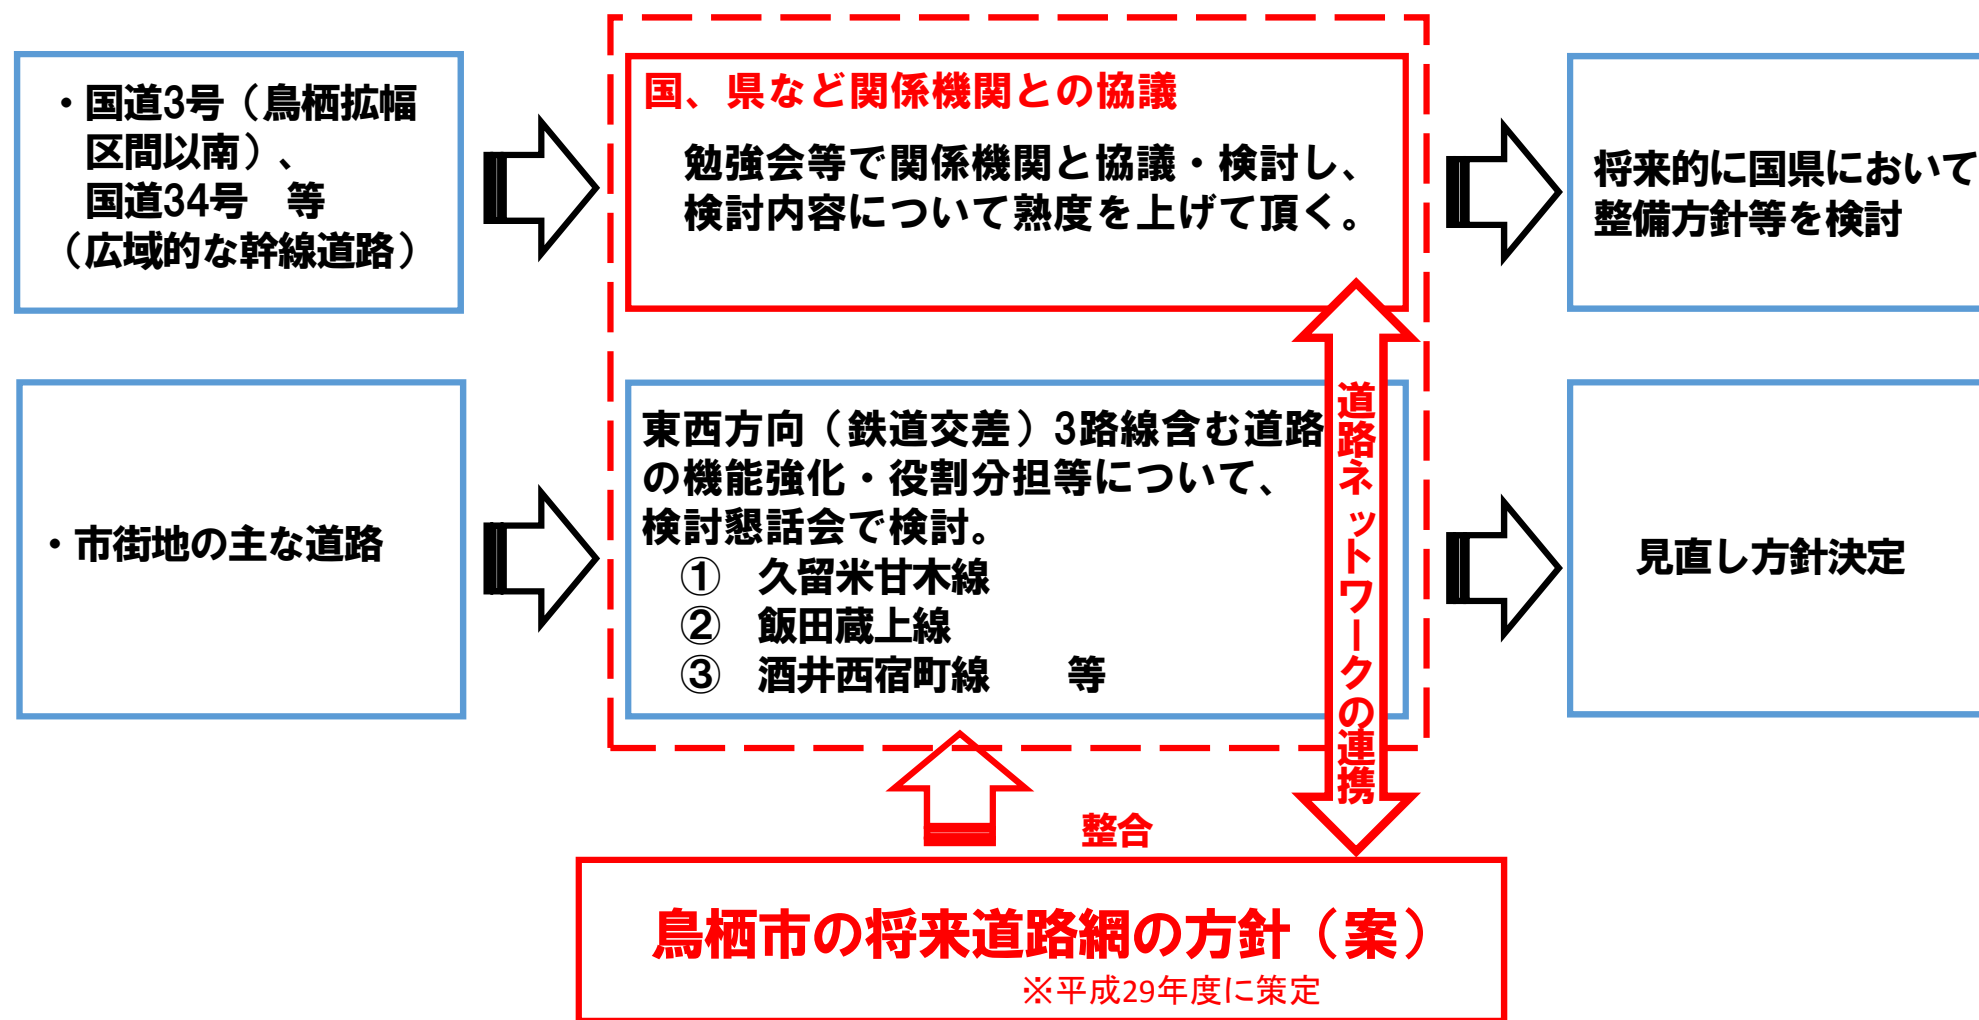 ・国道3号（鳥栖拡幅
区間以南）、
国道34号　等
（広域的な幹線道路）
国、県など関係機関との協議
勉強会等で関係機関と協議・検討し、
検討内容について熟度を上げて頂く。
将来的に国県において
整備方針等を検討
・市街地の主な道路
東西方向（鉄道交差）3路線含む道路
の機能強化・役割分担等について、
検討懇話会で検討。
①　久留米甘木線
②　飯田蔵上線
③　酒井西宿町線　　等
道路ネットワークの連携
見直し方針決定
整合
鳥栖市の将来道路網の方針（案）
※平成29年度に策定